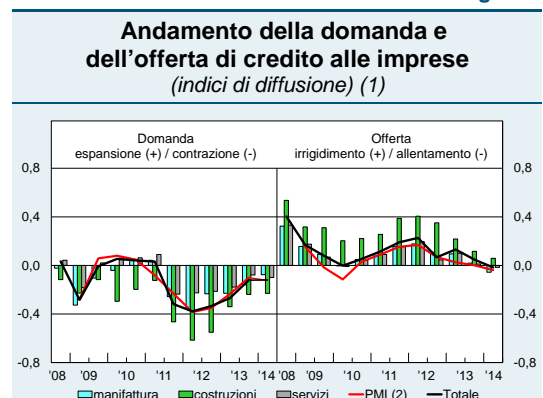 Andamento della domanda e
dell'offerta di credito alle imprese
(indici di diffusione) (1)
Domanda
espansione (+) / contrazione (-)
Offerta
irrigidimento (+) / allentamento (-)
0,8 0,8
0,4 0,4
0,0 0,0
-0,4 -0,4
-0,8 -0,8
'08 '09 '10 '11 '12 '13 '14 '08 '09 '10 '11 '12 '13 '14
manifattura costruzioni servizi PMI (2) Totale